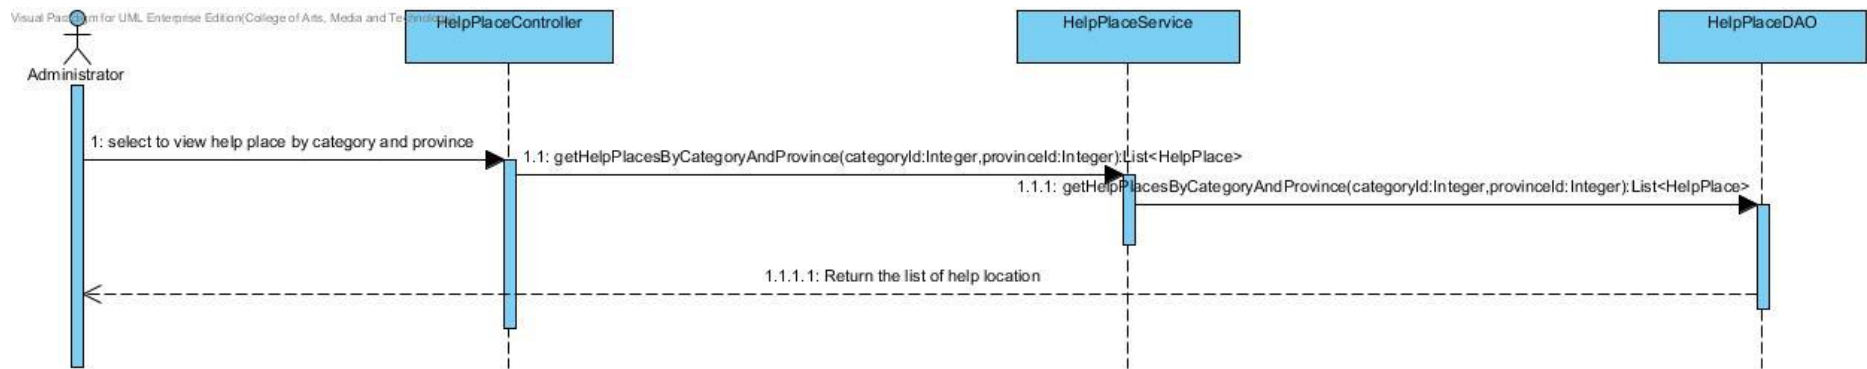 Visual Paradigm for UML Enterprise Edition(College of Arts, Media and Technology)
HelpPlaceController
HelpPlaceService
HelpPlaceDAO
Administrator
1: select to view help place by category and province
1.1: getHelpPlacesByCategoryAndProvince(categoryId:Integer,provinceId:Integer):List<HelpPlace>
1.1.1: getHelpPlacesByCategoryAndProvince(categoryId:Integer,provinceId:Integer):List<HelpPlace>
1.1.1.1: Return the list of help location